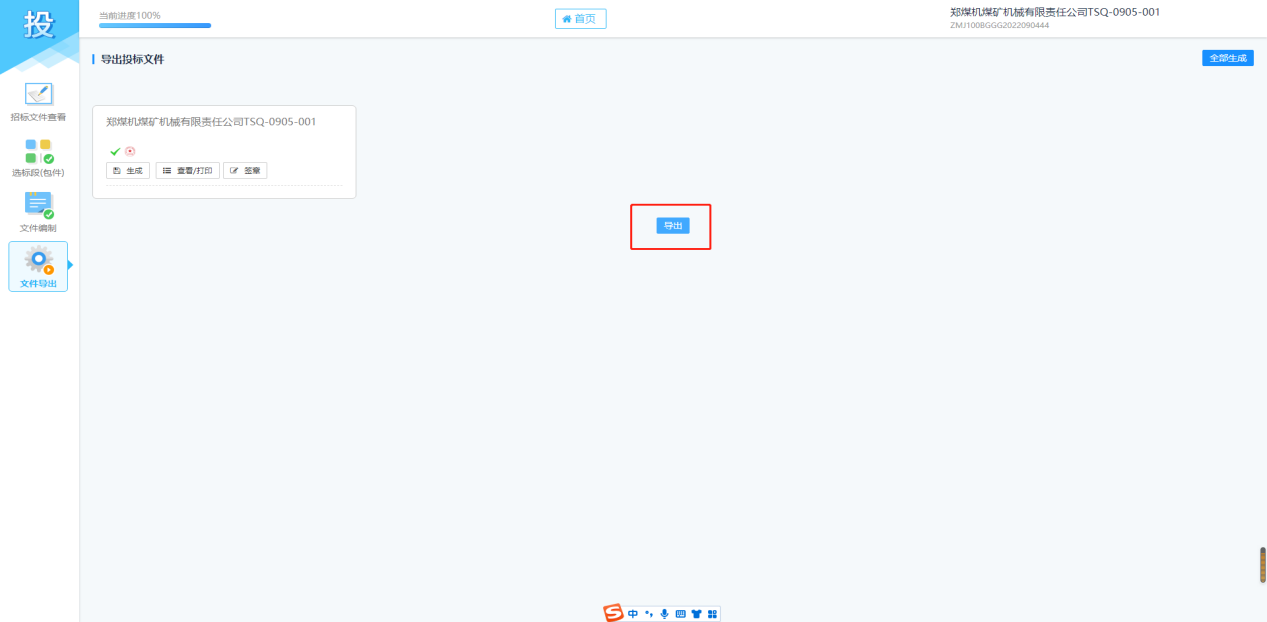 投
当前进度100%
首页
郑煤机煤矿机械有限责任公司TSQ-0905-001
ZMJ100BGGG2022090444
导出投标文件
全部生成
招标文件查看
选标段(包件)
文件编制
文件导出
郑煤机煤矿机械有限责任公司TSQ-0905-001
生成
查看/打印
签章
导出
中